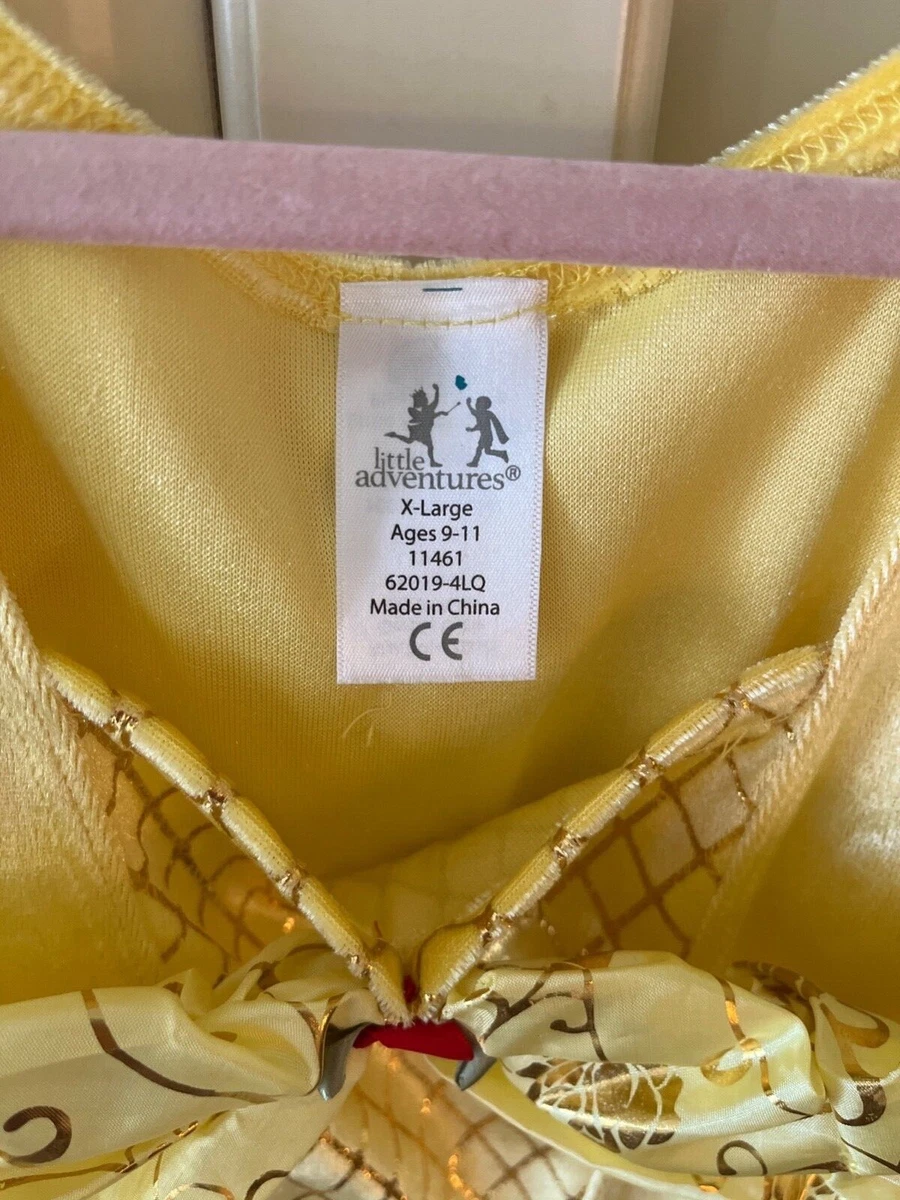 little
adventures®
X-Large
Ages 9-11
11461
62019-4LQ
Made in China
CE